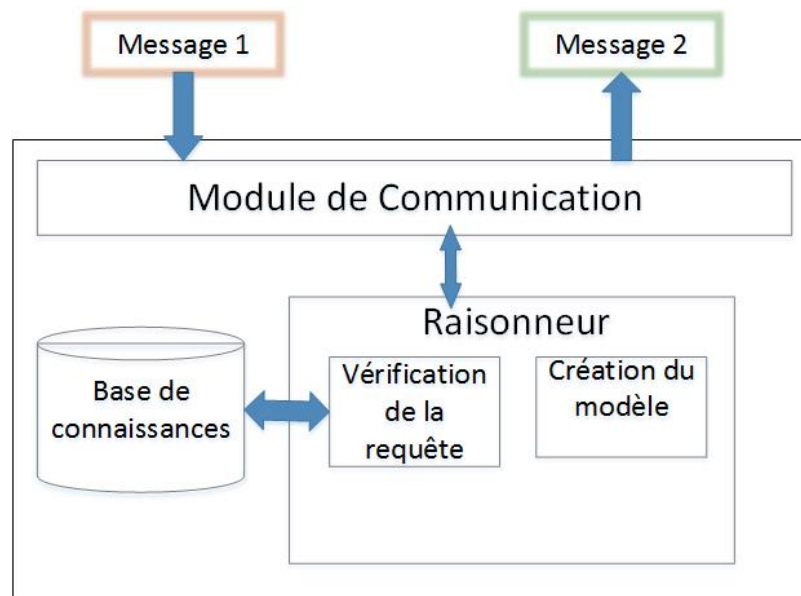 Message 1
Message 2
Module de Communication
Raisonneur
Base de
connaissances
Vérification
de la
requête
Création du
modèle